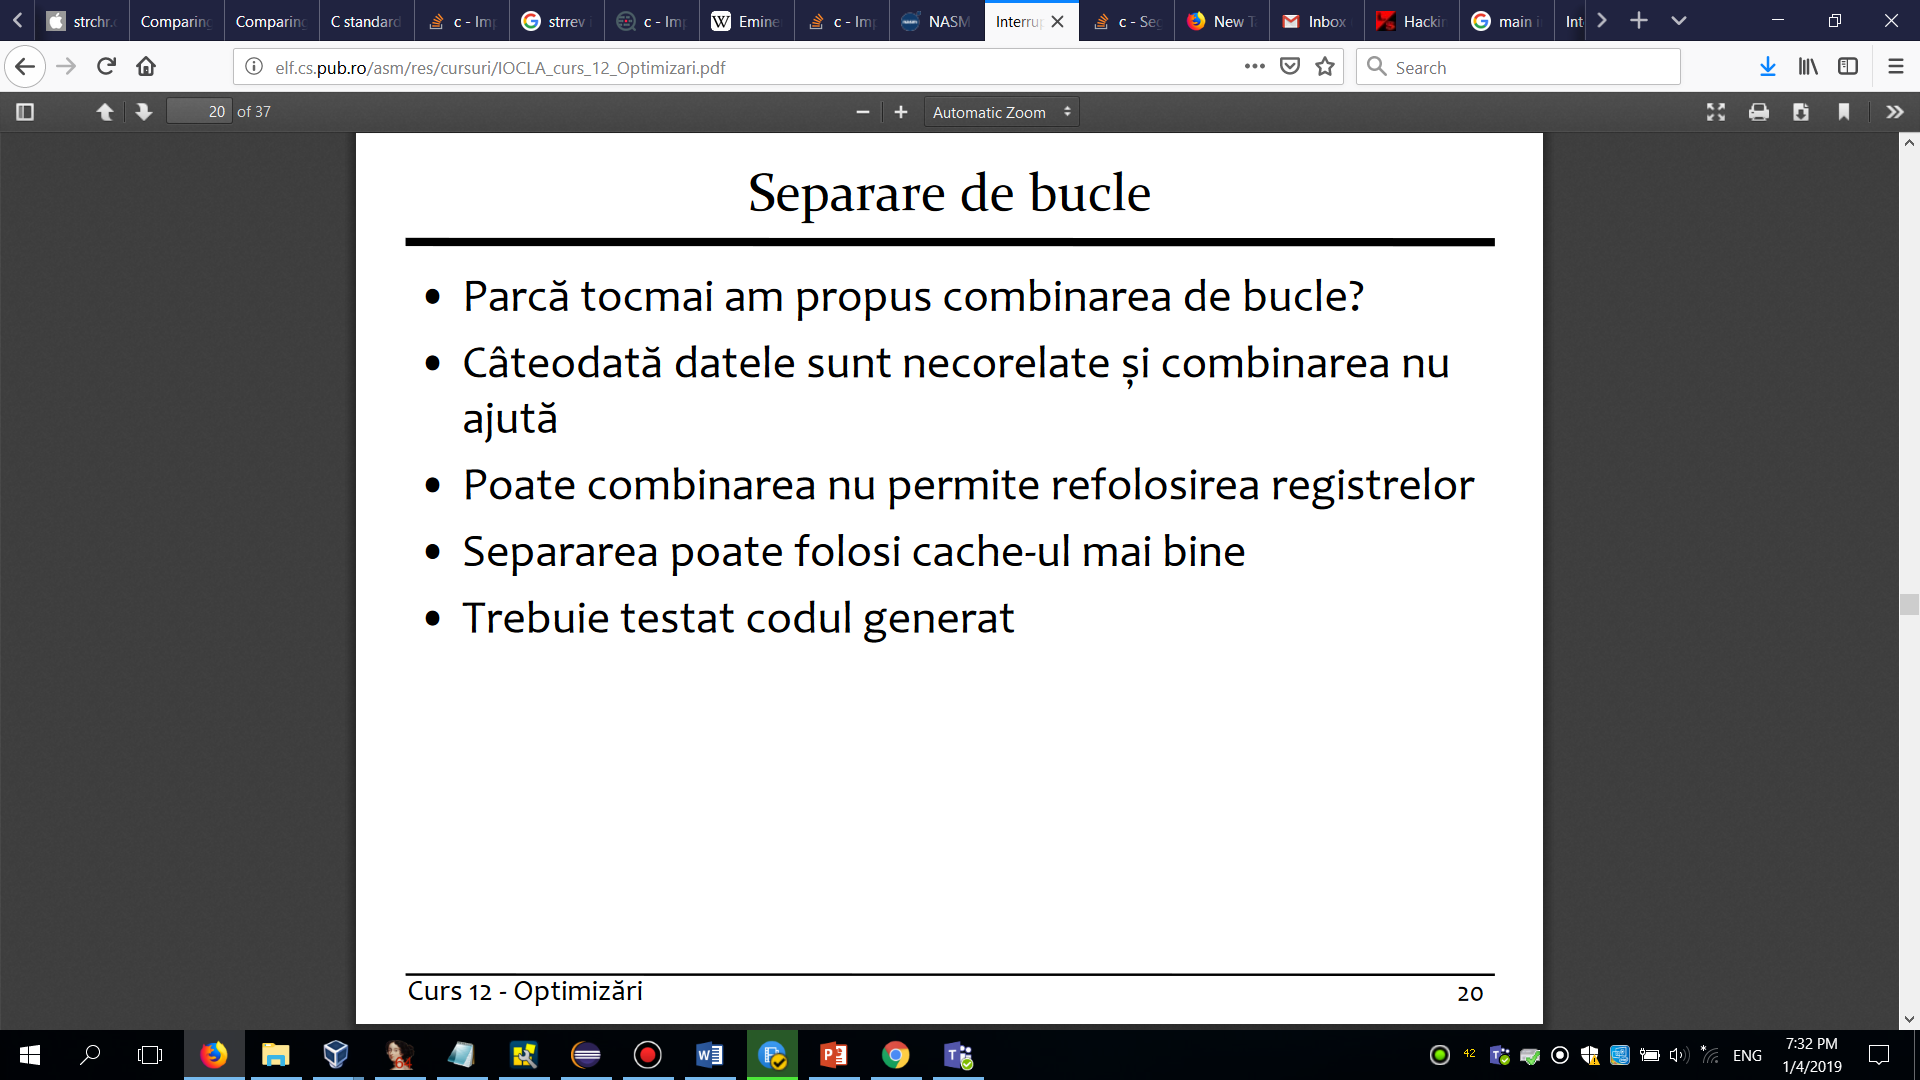 strchr.c
Comparing
Comparing
C standard
c - Imp
strrev i
c - Imp
Emine
c - Imp
NASM
Interrup
c - Seg
New T
Inbox
Hackin
main i
Int
elf.cs.pub.ro/asm/res/cursuri/IOCLA_curs_12_Optimizari.pdf
Search
20 of 37
Automatic Zoom
Separare de bucle
• Parcă tocmai am propus combinarea de bucle?
• Câteodată datele sunt necorelate și combinarea nu
ajută
• Poate combinarea nu permite refolosirea registrelor
• Separarea poate folosi cache-ul mai bine
• Trebuie testat codul generat
Curs 12 - Optimizări
20
42
ENG
7:32 PM
1/4/2019